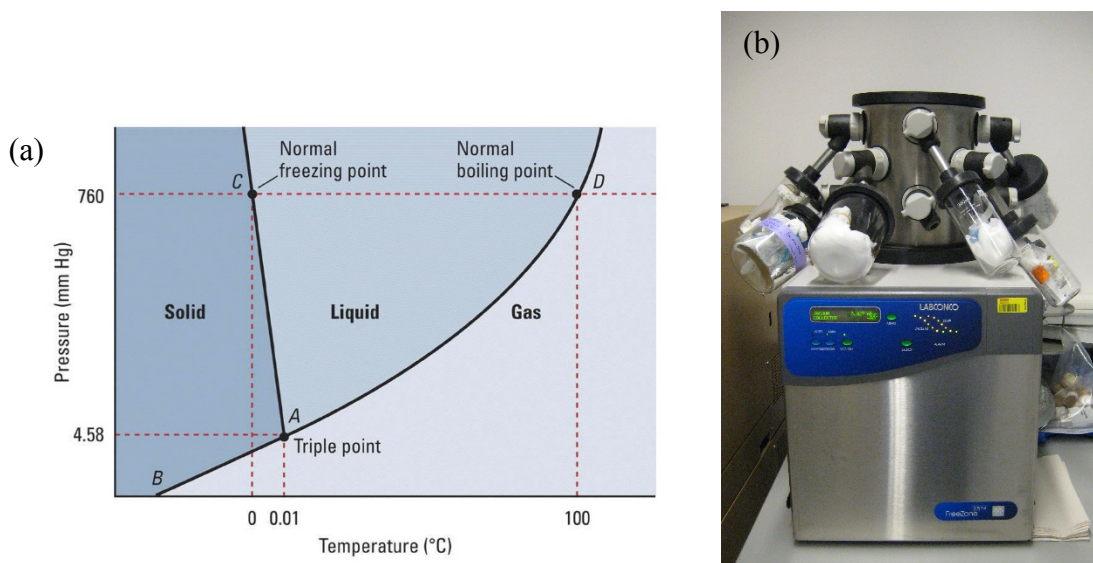 (a)
Pressure (mm Hg)
760
4.58
Normal
freezing point
C
Normal
boiling point
D
Solid
Liquid
Gas
A
Triple point
B
0
0.01
100
Temperature (°C)
(b)
LABCONCO
FreeZone